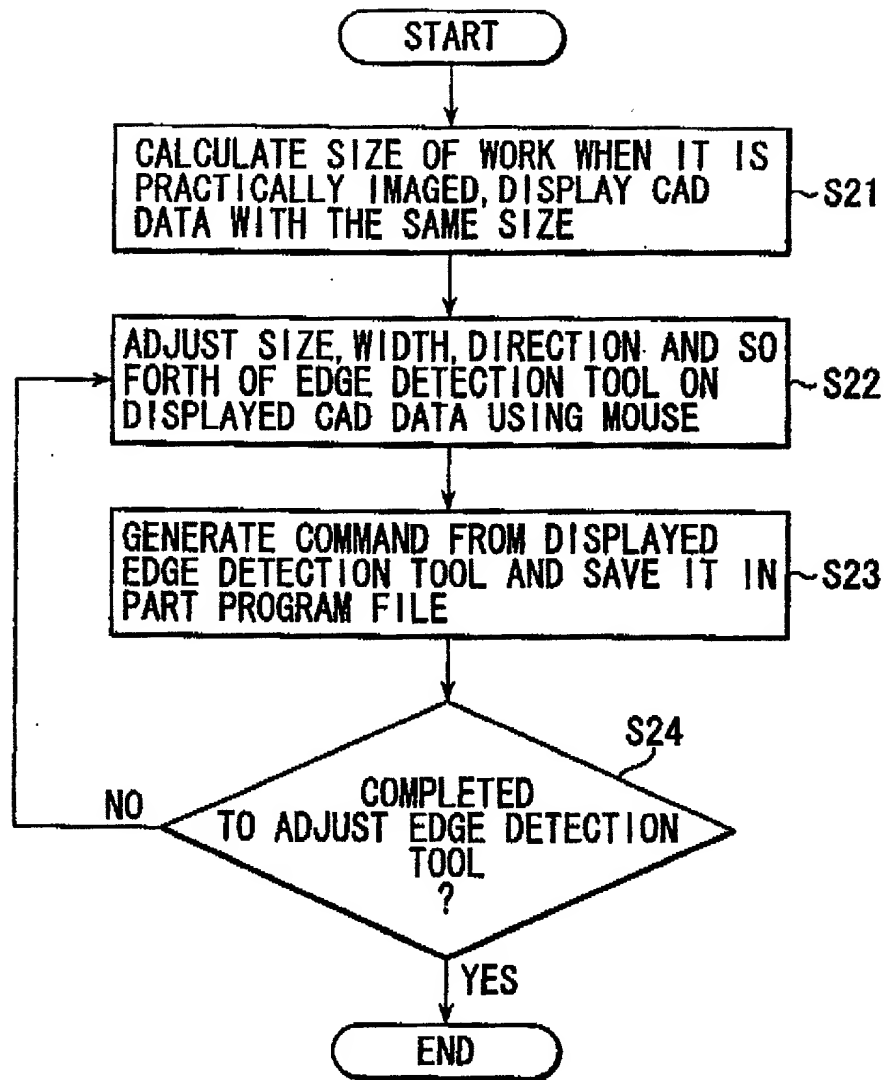 START
CALCULATE SIZE OF WORK WHEN IT IS
PRACTICALLY IMAGED, DISPLAY CAD
DATA WITH THE SAME SIZE
S21
ADJUST SIZE, WIDTH, DIRECTION AND SO
FORTH OF EDGE DETECTION TOOL ON
DISPLAYED CAD DATA USING MOUSE
S22
GENERATE COMMAND FROM DISPLAYED
EDGE DETECTION TOOL AND SAVE IT IN
PART PROGRAM FILE
S23
S24
COMPLETED
TO ADJUST EDGE DETECTION
TOOL
?
NO
YES
END